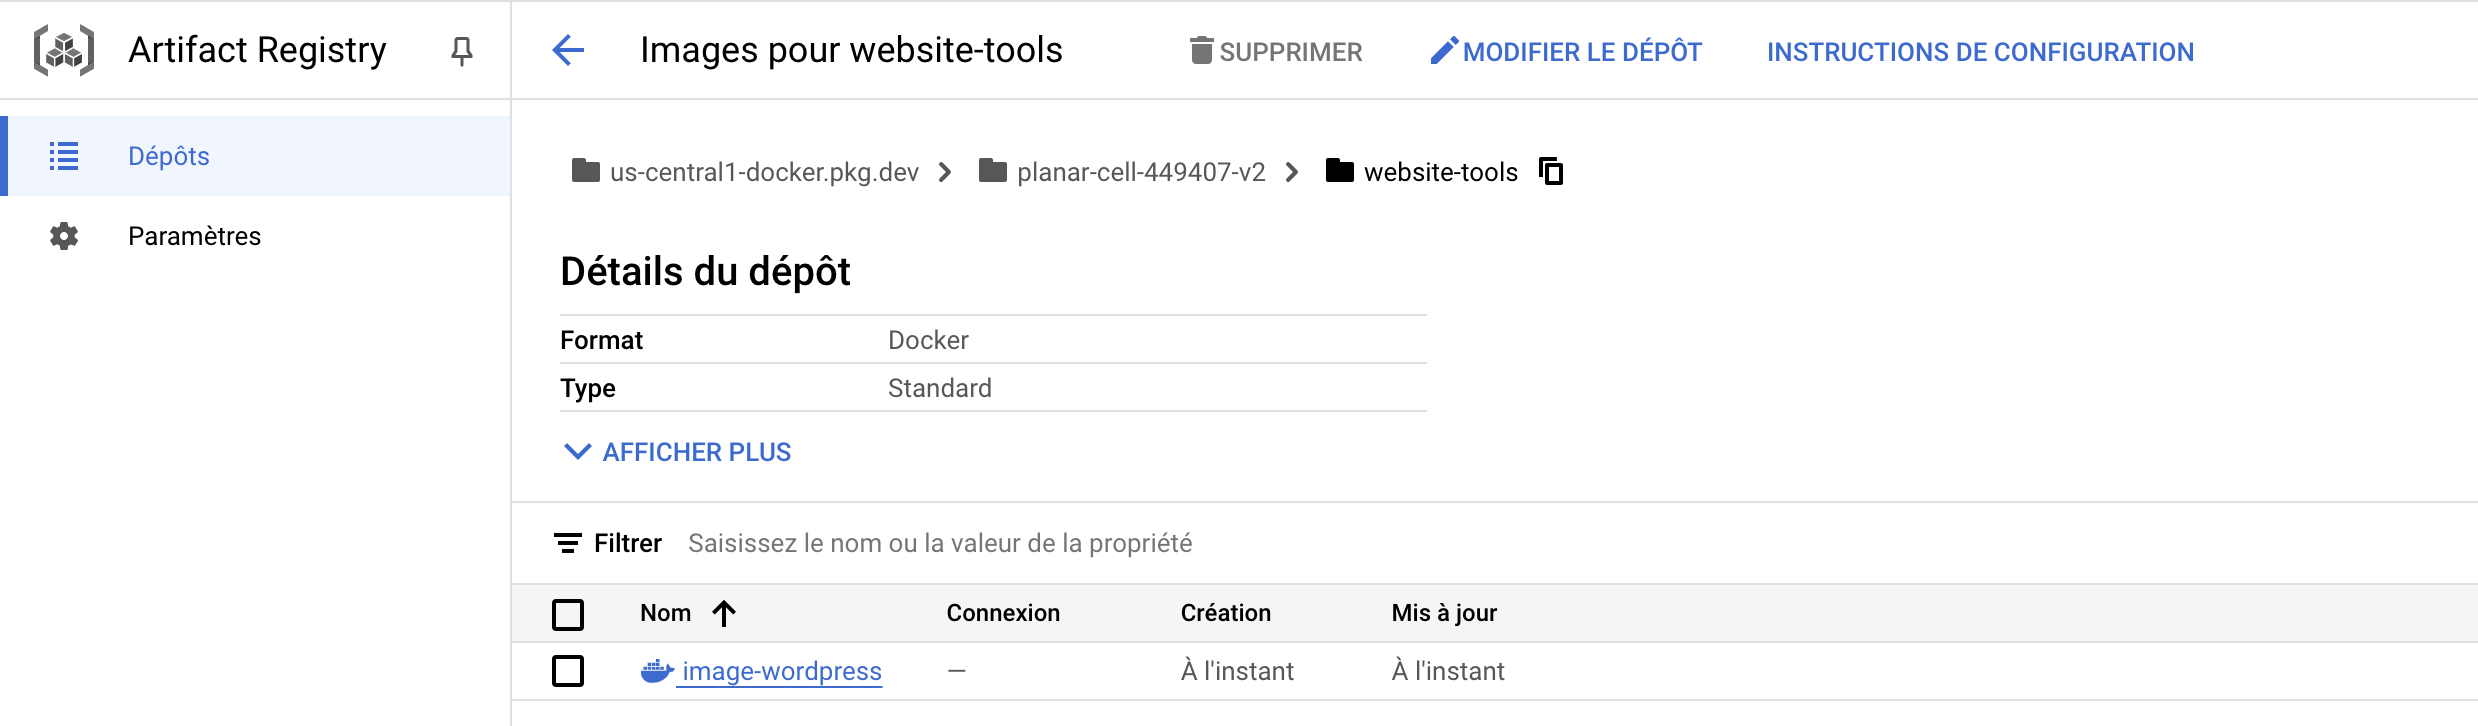 Artifact Registry
Images pour website-tools
SUPPRIMER
MODIFIER LE DÉPÔT
INSTRUCTIONS DE CONFIGURATION
Dépôts
Paramètres
us-central1-docker.pkg.dev
planar-cell-449407-v2
website-tools
Détails du dépôt
Format Docker
Type Standard
AFFICHER PLUS
Filtrer Saisissez le nom ou la valeur de la propriété
Nom Connexion Création Mis à jour
image-wordpress — À l'instant À l'instant